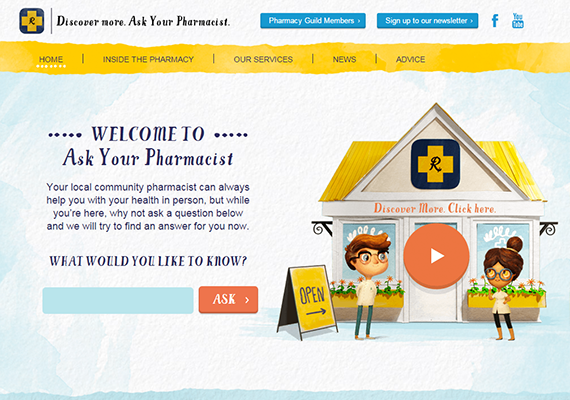 R
Discover more. Ask Your Pharmacist.
Pharmacy Guild Members ›
Sign up to our newsletter ›
f
You Tube
HOME | INSIDE THE PHARMACY | OUR SERVICES | NEWS | ADVICE
WELCOME TO
Ask Your Pharmacist
Your local community pharmacist can always
help you with your health in person, but while
you're here, why not ask a question below
and we will try to find an answer for you now.
WHAT WOULD YOU LIKE TO KNOW?
ASK ›
R
Discover More. Click here.
OPEN